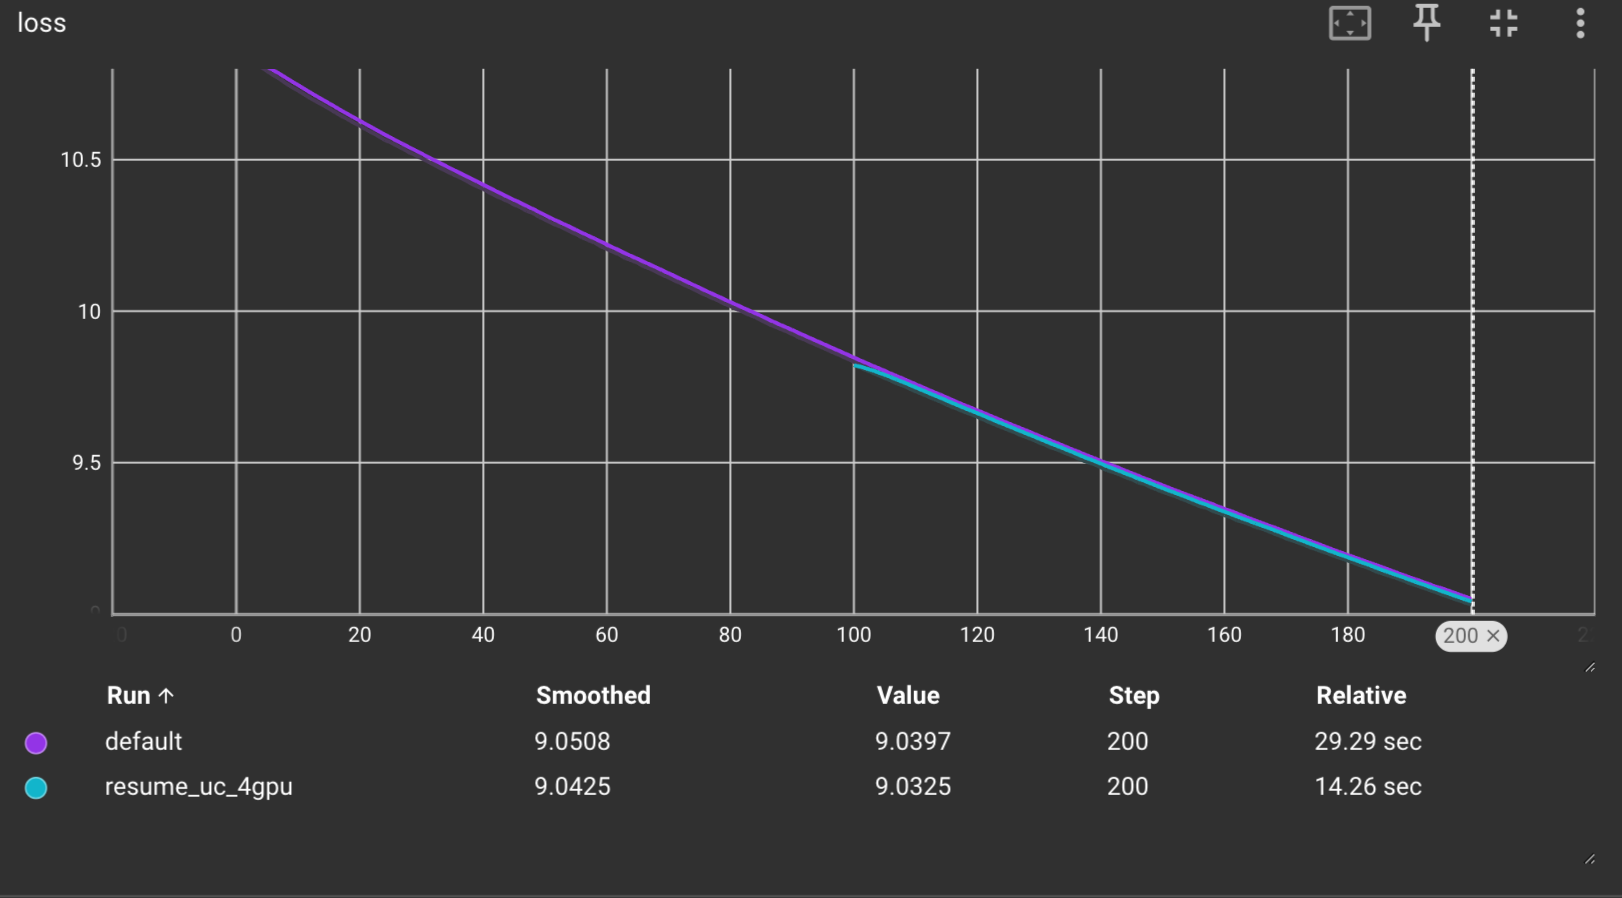 loss
10.5
10
9.5
0 20 40 60 80 100 120 140 160 180 200 ×
Run ↑ Smoothed Value Step Relative
default 9.0508 9.0397 200 29.29 sec
resume_uc_4gpu 9.0425 9.0325 200 14.26 sec